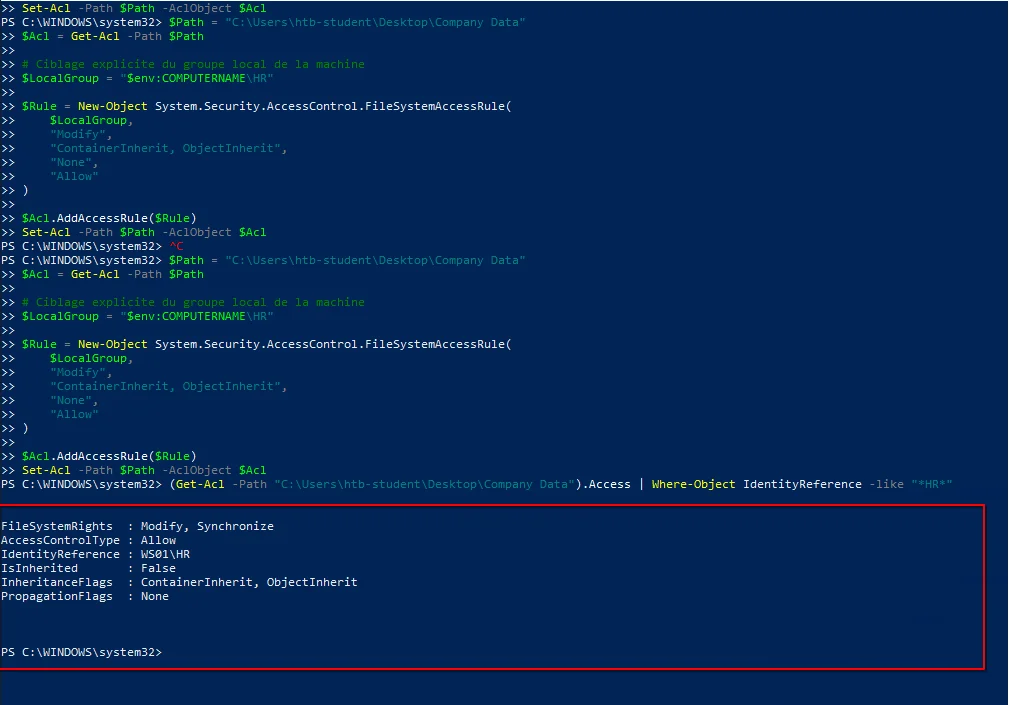 >> Set-Acl -Path $Path -AclObject $Acl
PS C:\WINDOWS\system32> $Path = "C:\Users\htb-student\Desktop\Company Data"
>> $Acl = Get-Acl -Path $Path
>>
>> # Ciblage explicite du groupe local de la machine
>> $LocalGroup = "$env:COMPUTERNAME\HR"
>>
>> $Rule = New-Object System.Security.AccessControl.FileSystemAccessRule(
>>     $LocalGroup,
>>     "Modify",
>>     "ContainerInherit, ObjectInherit",
>>     "None",
>>     "Allow"
>> )
>>
>> $Acl.AddAccessRule($Rule)
>> Set-Acl -Path $Path -AclObject $Acl
PS C:\WINDOWS\system32> ^C
PS C:\WINDOWS\system32> $Path = "C:\Users\htb-student\Desktop\Company Data"
>> $Acl = Get-Acl -Path $Path
>>
>> # Ciblage explicite du groupe local de la machine
>> $LocalGroup = "$env:COMPUTERNAME\HR"
>>
>> $Rule = New-Object System.Security.AccessControl.FileSystemAccessRule(
>>     $LocalGroup,
>>     "Modify",
>>     "ContainerInherit, ObjectInherit",
>>     "None",
>>     "Allow"
>> )
>>
>> $Acl.AddAccessRule($Rule)
>> Set-Acl -Path $Path -AclObject $Acl
PS C:\WINDOWS\system32> (Get-Acl -Path "C:\Users\htb-student\Desktop\Company Data").Access | Where-Object IdentityReference -like "*HR*"
FileSystemRights  : Modify, Synchronize
AccessControlType : Allow
IdentityReference : WS01\HR
IsInherited       : False
InheritanceFlags  : ContainerInherit, ObjectInherit
PropagationFlags  : None
PS C:\WINDOWS\system32>